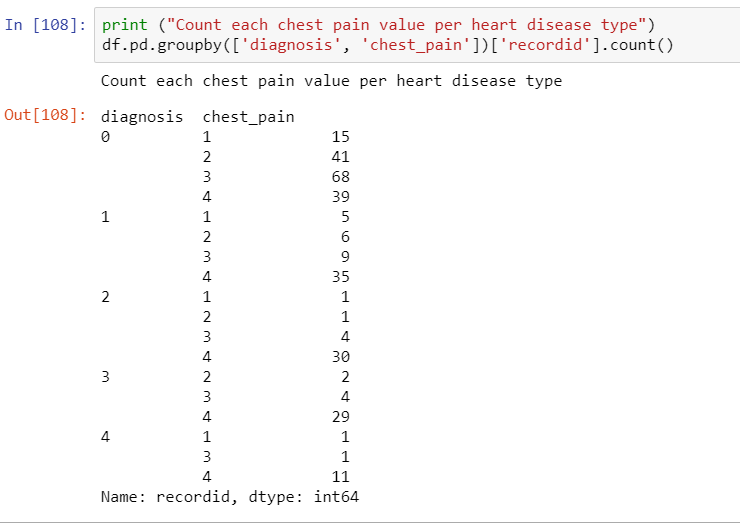 In [108]: print ("Count each chest pain value per heart disease type")
df.pd.groupby(['diagnosis', 'chest_pain'])['recordid'].count()
Count each chest pain value per heart disease type
Out[108]: diagnosis  chest_pain
0          1             15
2             41
3             68
4             39
1          1              5
2              6
3              9
4             35
2          1              1
2              1
3              4
4             30
3          2              2
3              4
4             29
4          1              1
3              1
4             11
Name: recordid, dtype: int64